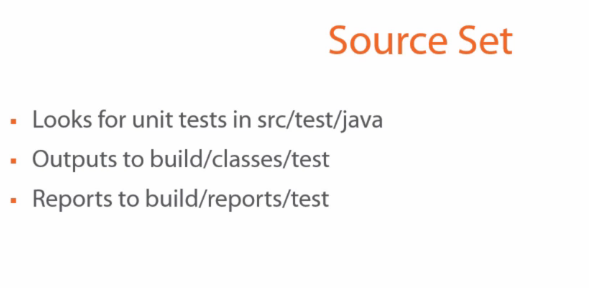 Source Set
▪ Looks for unit tests in src/test/java
▪ Outputs to build/classes/test
▪ Reports to build/reports/test